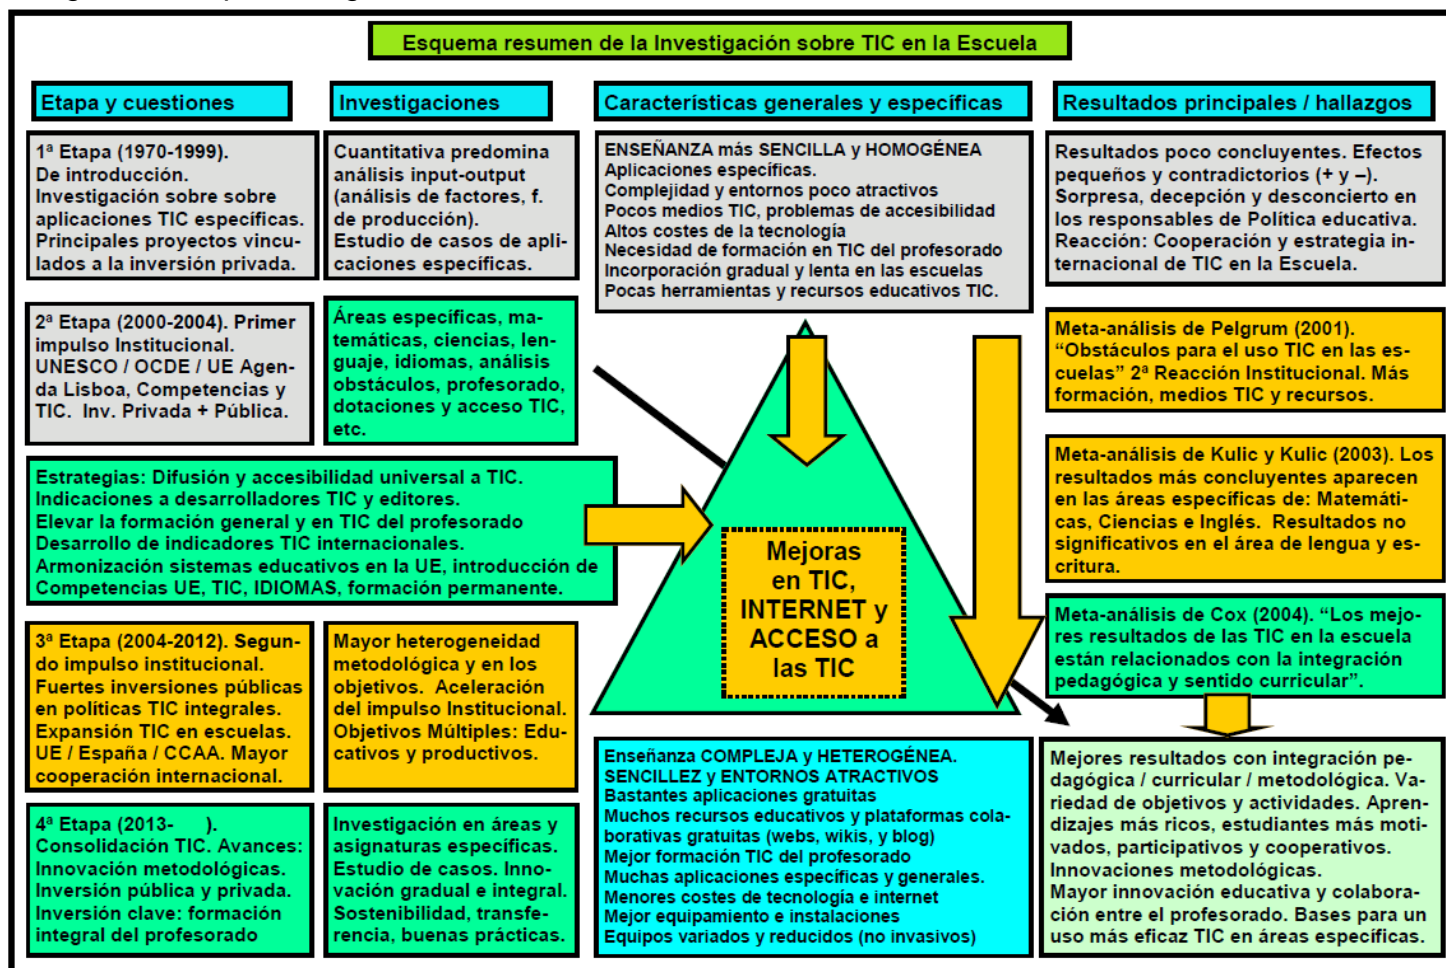 Esquema resumen de la Investigación sobre TIC en la Escuela
Etapa y cuestiones
Investigaciones
Características generales y específicas
Resultados principales / hallazgos
1ª Etapa (1970-1999).
De introducción.
Investigación sobre sobre
aplicaciones TIC específicas.
Principales proyectos vincu-
lados a la inversión privada.
Cuantitativa predomina
análisis input-output
(análisis de factores, f.
de producción).
Estudio de casos de apli-
caciones específicas.
ENSEÑANZA más SENCILLA y HOMOGÉNEA
Aplicaciones específicas.
Complejidad y entornos poco atractivos
Pocos medios TIC, problemas de accesibilidad
Altos costes de la tecnología
Necesidad de formación en TIC del profesorado
Incorporación gradual y lenta en las escuelas
Pocas herramientas y recursos educativos TIC.
Resultados poco concluyentes. Efectos
pequeños y contradictorios (+ y –).
Sorpresa, decepción y desconcierto en
los responsables de Política educativa.
Reacción: Cooperación y estrategia in-
ternacional de TIC en la Escuela.
2ª Etapa (2000-2004). Primer
impulso Institucional.
UNESCO / OCDE / UE Agen-
da Lisboa, Competencias y
TIC. Inv. Privada + Pública.
Áreas específicas, ma-
temáticas, ciencias, len-
guaje, idiomas, análisis
obstáculos, profesorado,
dotaciones y acceso TIC,
etc.
Meta-análisis de Pelgrum (2001).
“Obstáculos para el uso TIC en las es-
cuelas” 2ª Reacción Institucional. Más
formación, medios TIC y recursos.
Estrategias: Difusión y accesibilidad universal a TIC.
Indicaciones a desarrolladores TIC y editores.
Elevar la formación general y en TIC del profesorado
Desarrollo de indicadores TIC internacionales.
Armonización sistemas educativos en la UE, introducción de
Competencias UE, TIC, IDIOMAS, formación permanente.
Mejoras
en TIC,
INTERNET y
ACCESO a
las TIC
Meta-análisis de Kulic y Kulic (2003). Los
resultados más concluyentes aparecen
en las áreas específicas de: Matemáti-
cas, Ciencias e Inglés. Resultados no
significativos en el área de lengua y es-
critura.
Meta-análisis de Cox (2004). “Los mejo-
res resultados de las TIC en la escuela
están relacionados con la integración
pedagógica y sentido curricular”.
3ª Etapa (2004-2012). Segun-
do impulso institucional.
Fuertes inversiones públicas
en políticas TIC integrales.
Expansión TIC en escuelas.
UE / España / CCAA. Mayor
cooperación internacional.
Mayor heterogeneidad
metodológica y en los
objetivos. Aceleración
del impulso Institucional.
Objetivos Múltiples: Edu-
cativos y productivos.
Enseñanza COMPLEJA y HETEROGÉNEA.
SENCILLEZ y ENTORNOS ATRACTIVOS
Bastantes aplicaciones gratuitas
Muchos recursos educativos y plataformas cola-
borativas gratuitas (webs, wikis, y blog)
Mejor formación TIC del profesorado
Muchas aplicaciones específicas y generales.
Menores costes de tecnología e internet
Mejor equipamiento e instalaciones
Equipos variados y reducidos (no invasivos)
Mejores resultados con integración pe-
dagógica / curricular / metodológica. Va-
riedad de objetivos y actividades. Apren-
dizajes más ricos, estudiantes más moti-
vados, participativos y cooperativos.
Innovaciones metodológicas.
Mayor innovación educativa y colabora-
ción entre el profesorado. Bases para un
uso más eficaz TIC en áreas específicas.
4ª Etapa (2013- ).
Consolidación TIC. Avances:
Innovación metodológicas.
Inversión pública y privada.
Inversión clave: formación
integral del profesorado
Investigación en áreas y
asignaturas específicas.
Estudio de casos. Inno-
vación gradual e integral.
Sostenibilidad, transfe-
rencia, buenas prácticas.